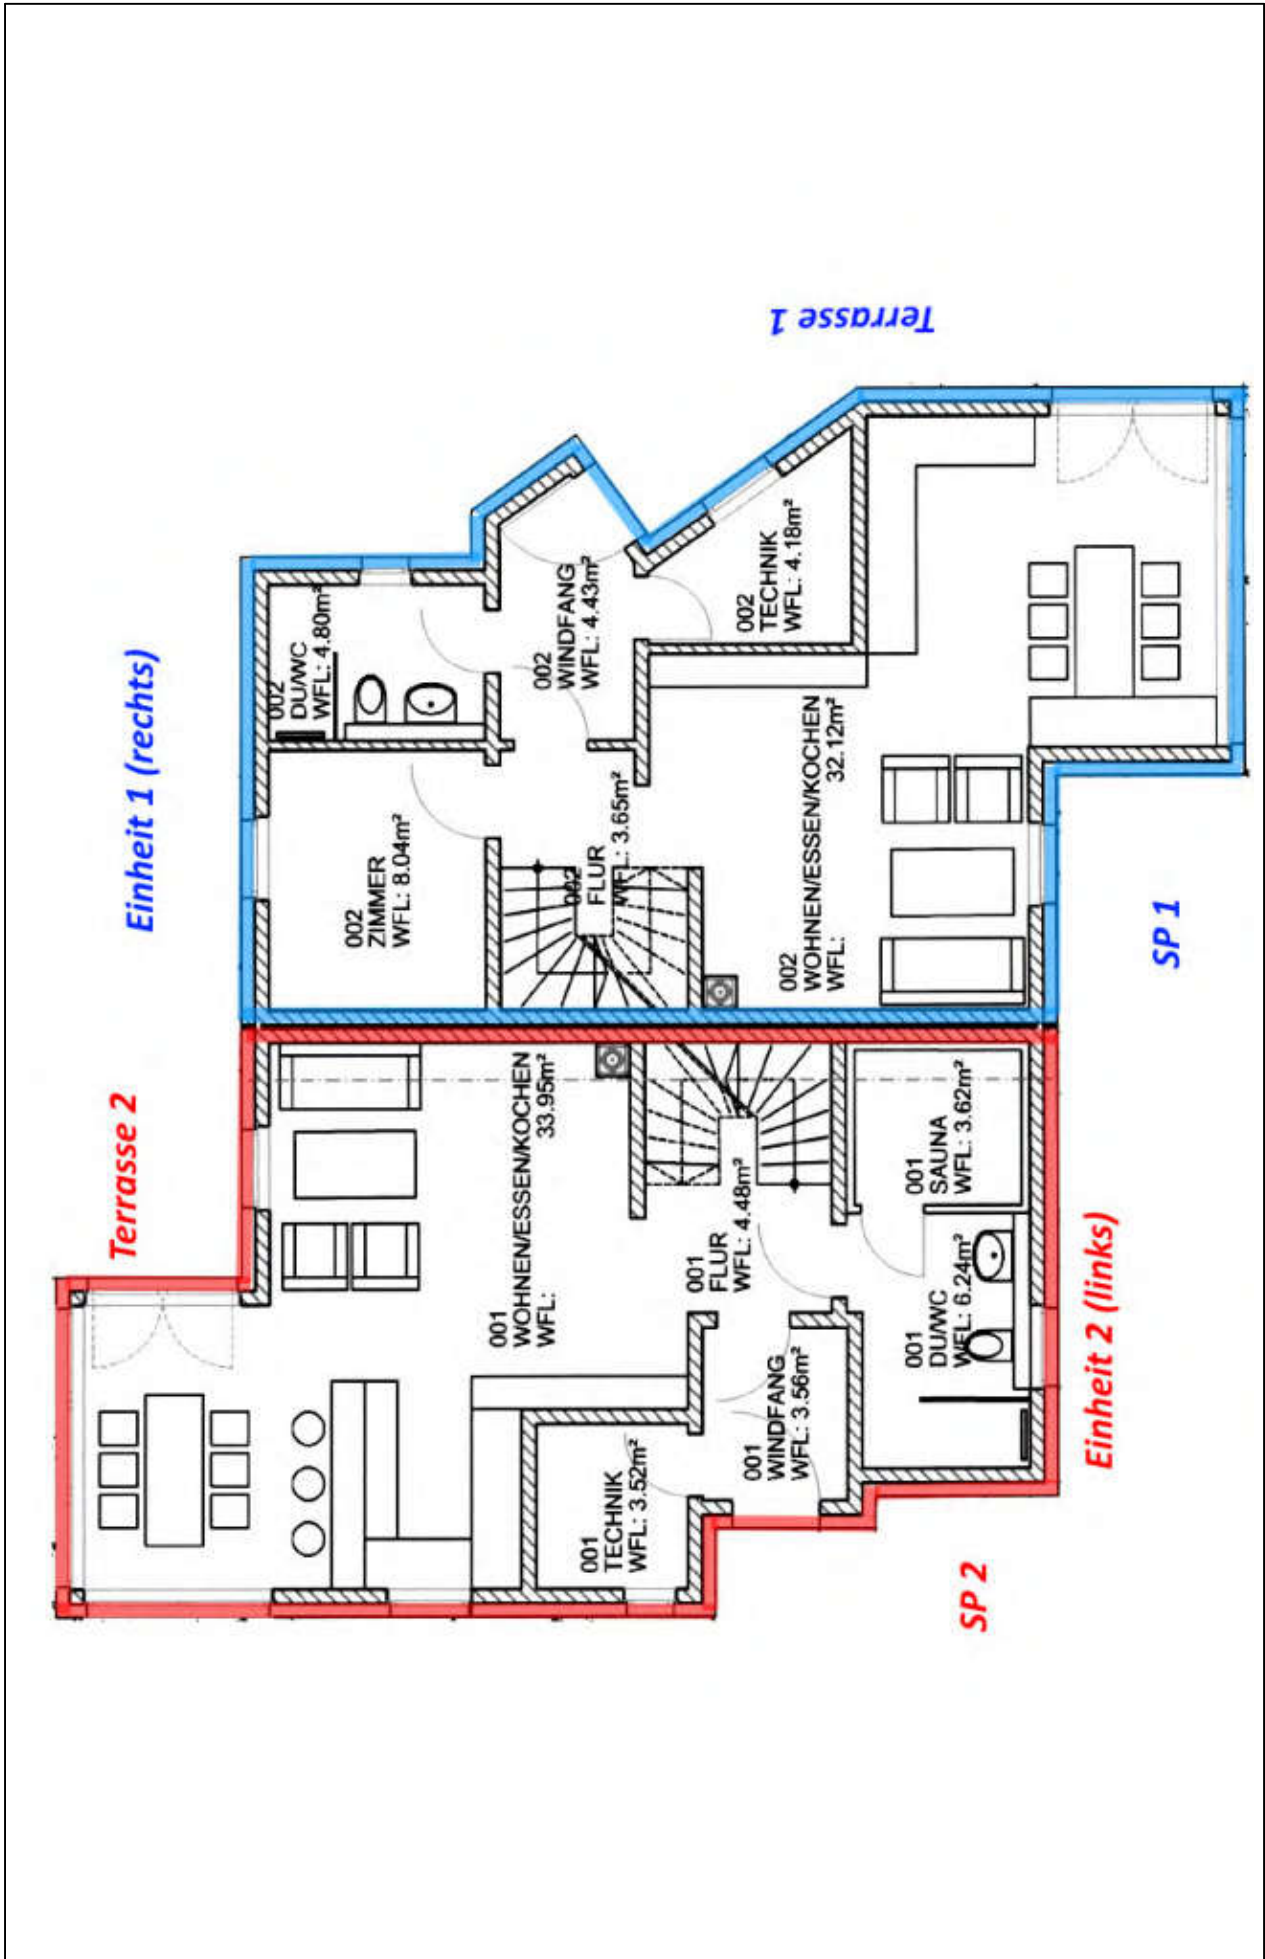 Terrasse 1
Einheit 1 (rechts)
002
DU/WC
WFL: 4.80m²
002
WINDFANG
WFL: 4.43m²
002
TECHNIK
WFL: 4.18m²
002
ZIMMER
WFL: 8.04m²
002
FLUR
WFL: 3.65m²
002
WOHNEN/ESSEN/KOCHEN
WFL: 32.12m²
SP 1
Terrasse 2
001
WOHNEN/ESSEN/KOCHEN
WFL: 33.95m²
001
FLUR
WFL: 4.48m²
001
SAUNA
WFL: 3.62m²
001
TECHNIK
WFL: 3.52m²
001
WINDFANG
WFL: 3.56m²
001
DU/WC
WFL: 6.24m²
Einheit 2 (links)
SP 2